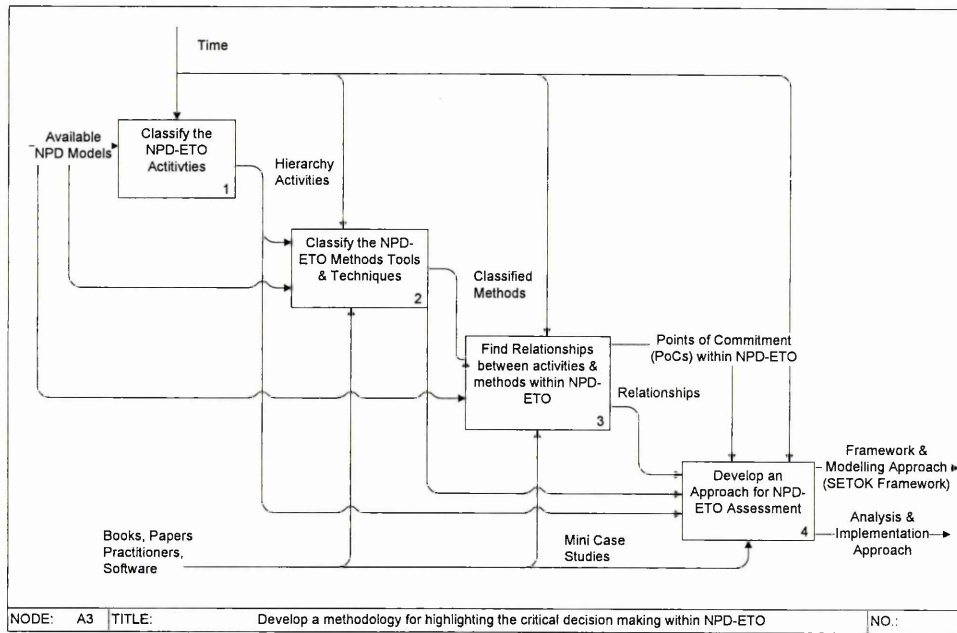 Time
Available
NPD Models
Classify the
NPD-ETO
Actitivties
1
Hierarchy
Activities
Classify the NPD-
ETO Methods Tools
& Techniques
2
Classified
Methods
Find Relationships
between activities &
methods within NPD-
ETO
3
Points of Commitment
(PoCs) within NPD-ETO
Relationships
Develop an
Approach for NPD-
ETO Assessment
4
Framework &
Modelling Approach
(SETOK Framework)
Analysis &
Implementation
Approach
Books, Papers
Practitioners,
Software
Mini Case
Studies
NODE: A3 TITLE: Develop a methodology for highlighting the critical decision making within NPD-ETO NO.: